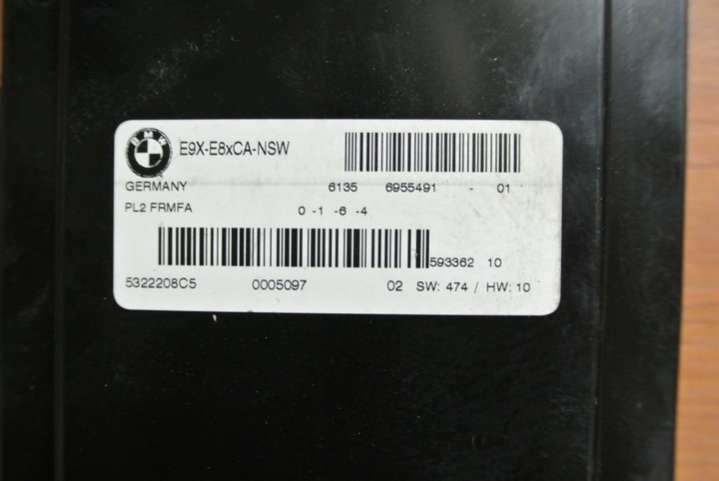 BMW
E9X-E8xCA-NSW
GERMANY 6135 6955491 - 01
PL2 FRMFA 0 -1 -6 -4
593362 10
5322208C5 0005097 02 SW: 474 / HW: 10